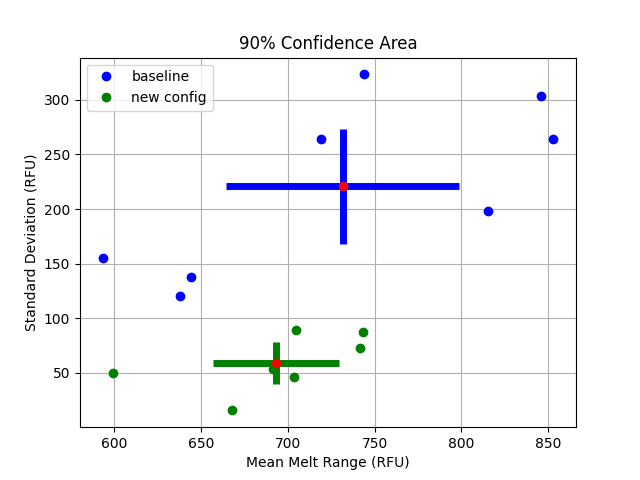 90% Confidence Area
baseline
new config
Standard Deviation (RFU)
300
250
200
150
100
50
600 650 700 750 800 850
Mean Melt Range (RFU)